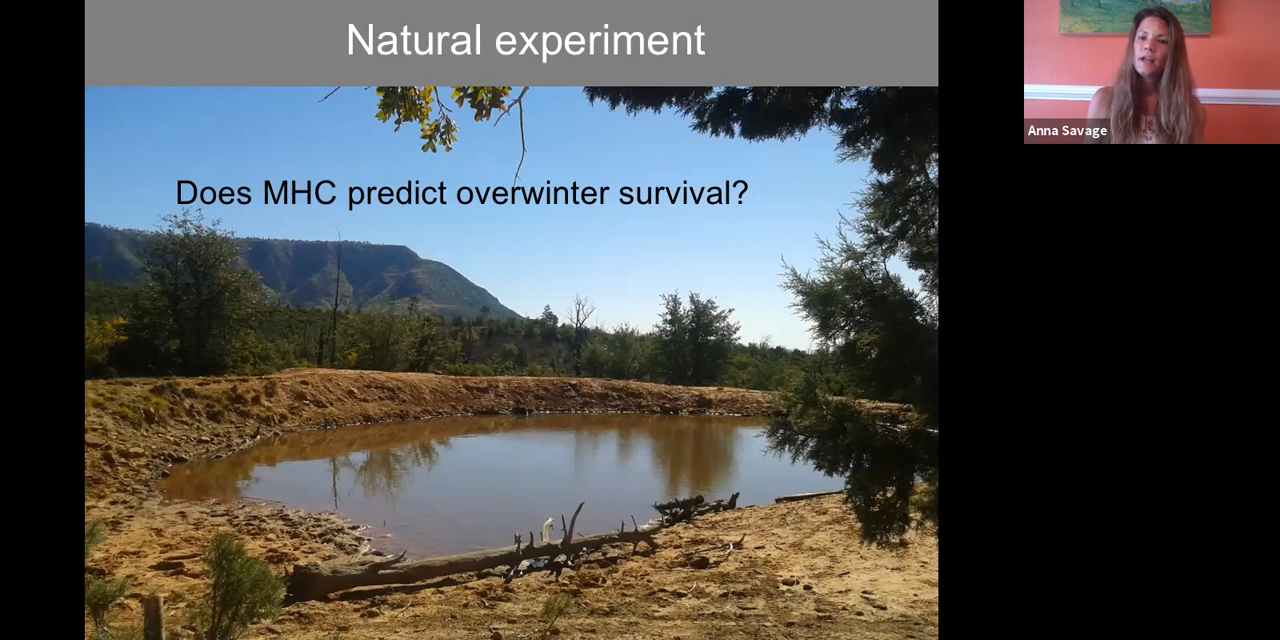 Natural experiment
Does MHC predict overwinter survival?
Anna Savage